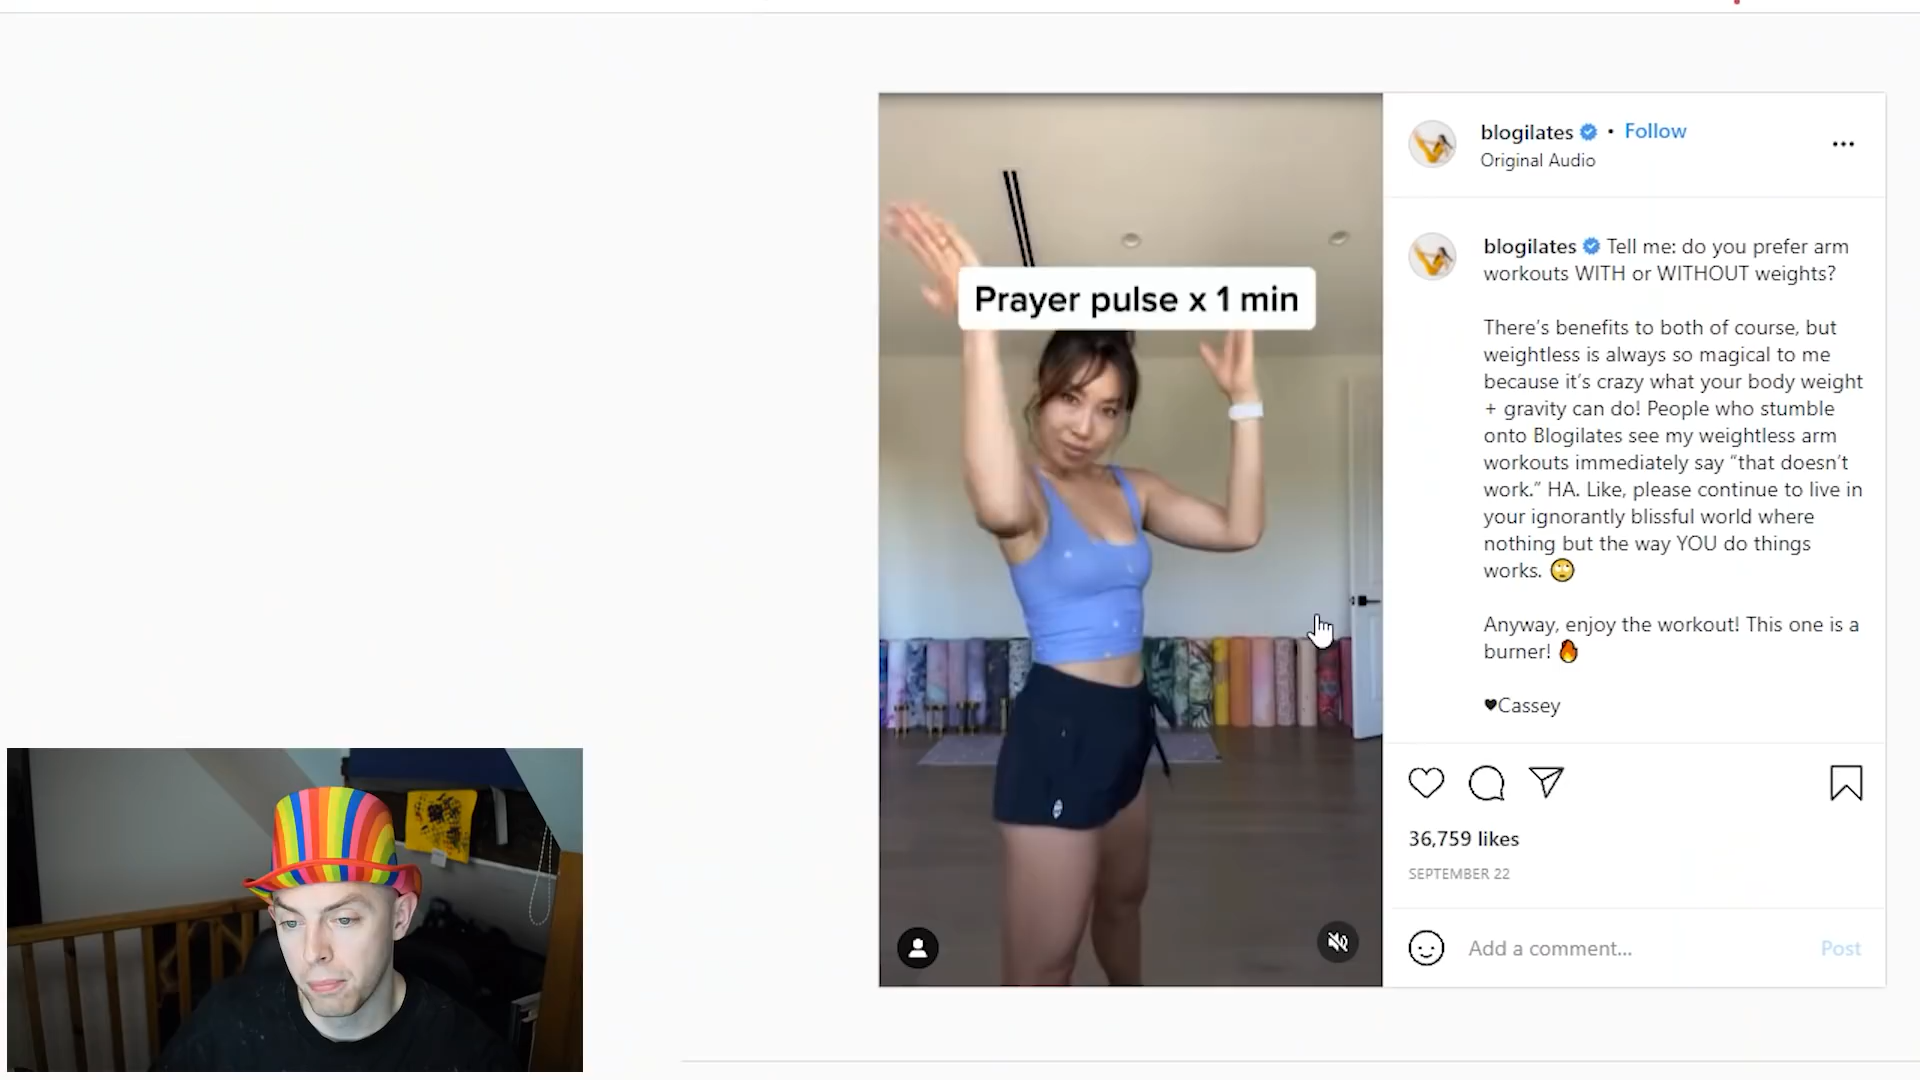 Prayer pulse x 1 min
blogilates • Follow
Original Audio
blogilates Tell me: do you prefer arm
workouts WITH or WITHOUT weights?
There's benefits to both of course, but
weightless is always so magical to me
because it's crazy what your body weight
+ gravity can do! People who stumble
onto Blogilates see my weightless arm
workouts immediately say "that doesn't
work." HA. Like, please continue to live in
your ignorantly blissful world where
nothing but the way YOU do things
works. 🙄
Anyway, enjoy the workout! This one is a
burner! 🔥
♥Cassey
36,759 likes
SEPTEMBER 22
Add a comment...
Post